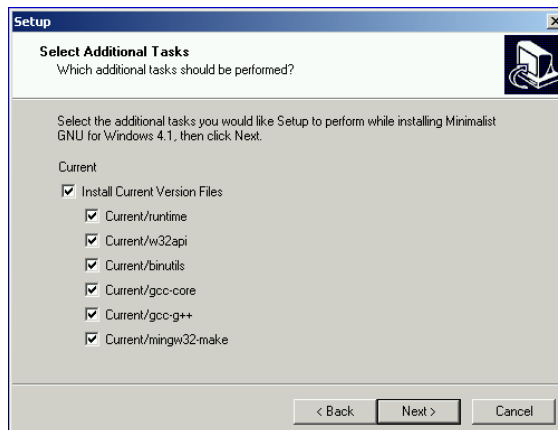 Setup
Select Additional Tasks
Which additional tasks should be performed?
Select the additional tasks you would like Setup to perform while installing Minimalist
GNU for Windows 4.1, then click Next.
Current
Install Current Version Files
Current/runtime
Current/w32api
Current/binutils
Current/gcc-core
Current/gcc-g++
Current/mingw32-make
< Back Next > Cancel